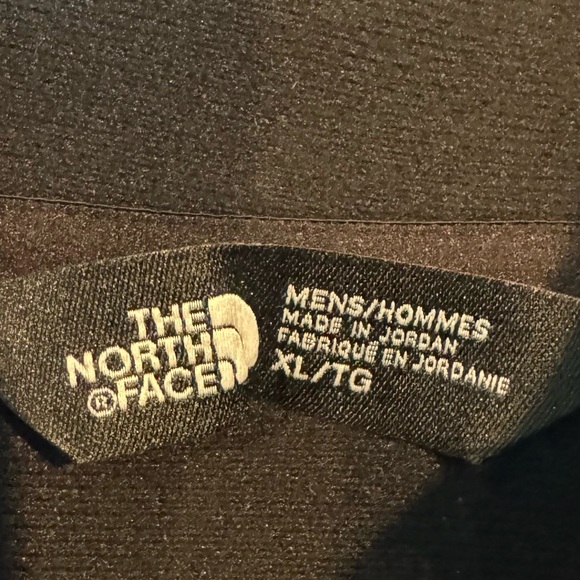 THE
NORTH
®FACE
MENS/HOMMES
MADE IN JORDAN
FABRIQUÉ EN JORDANIE
XL/TG